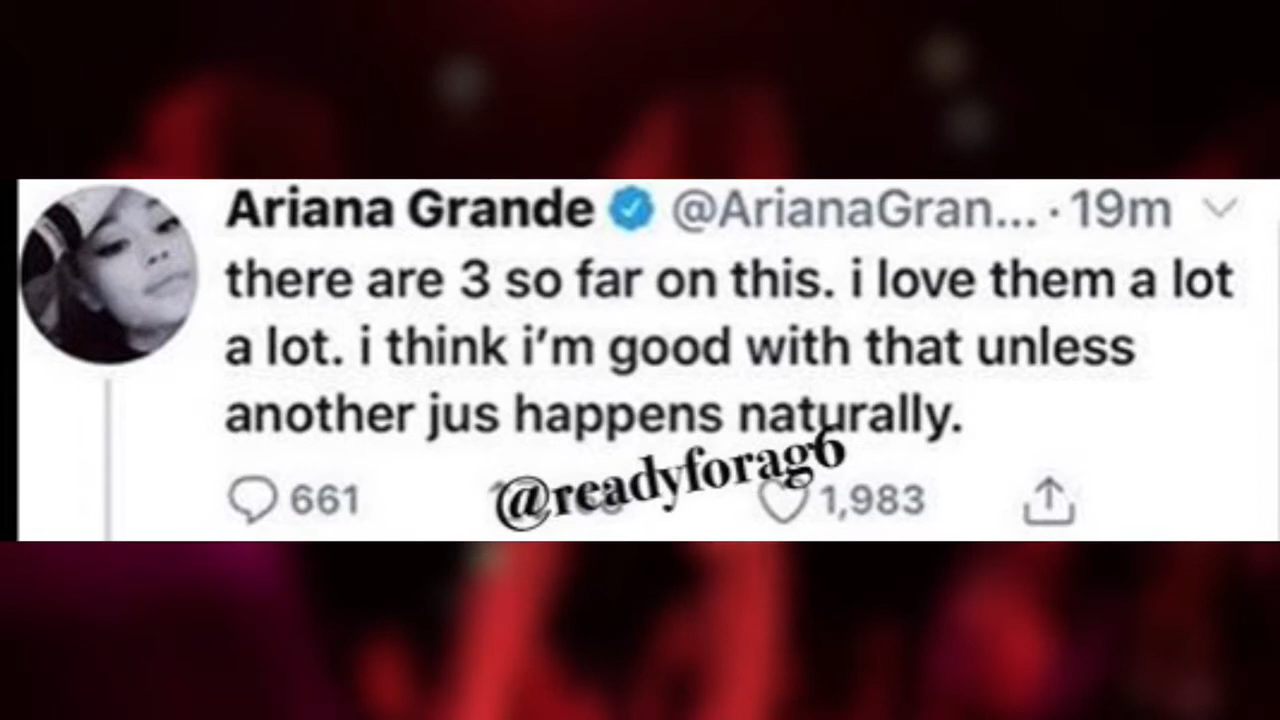 Ariana Grande @ArianaGran... · 19m
there are 3 so far on this. i love them a lot
a lot. i think i’m good with that unless
another jus happens naturally.
@readyforag6
661 1,983